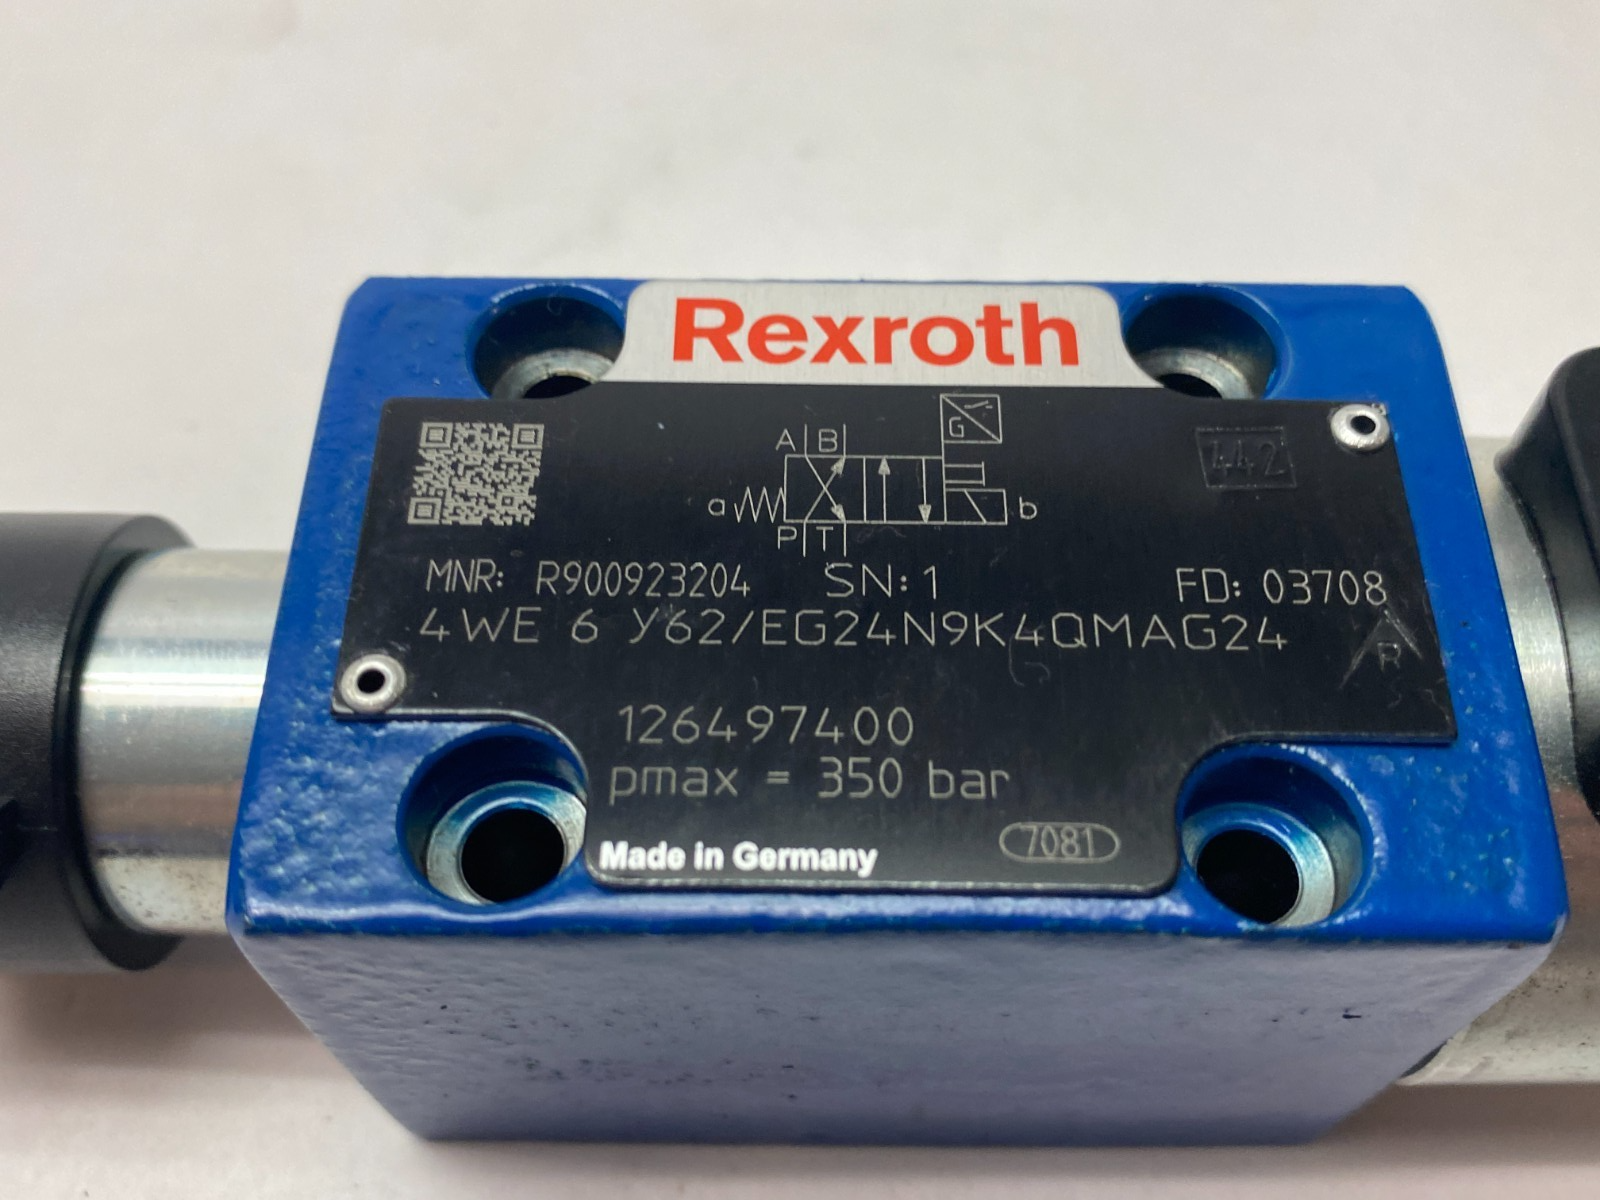 Rexroth
A B
G
442
a b
P T
MNR: R900923204 SN: 1 FD: 03708
4WE 6 Y62/EG24N9K4QMAG24
R
126497400
pmax = 350 bar
Made in Germany 7081